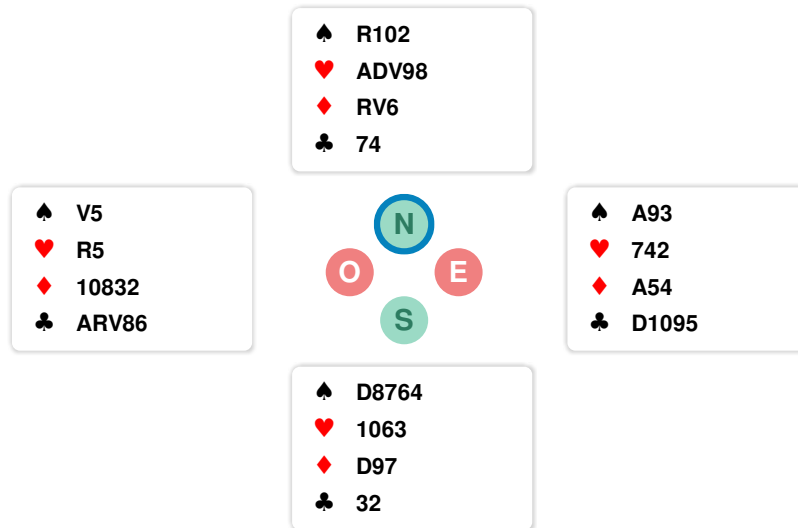 ♠ R102
♥ ADV98
♦ RV6
♣ 74
♠ V5
♥ R5
♦ 10832
♣ ARV86
N
O E
S
♠ A93
♥ 742
♦ A54
♣ D1095
♠ D8764
♥ 1063
♦ D97
♣ 32